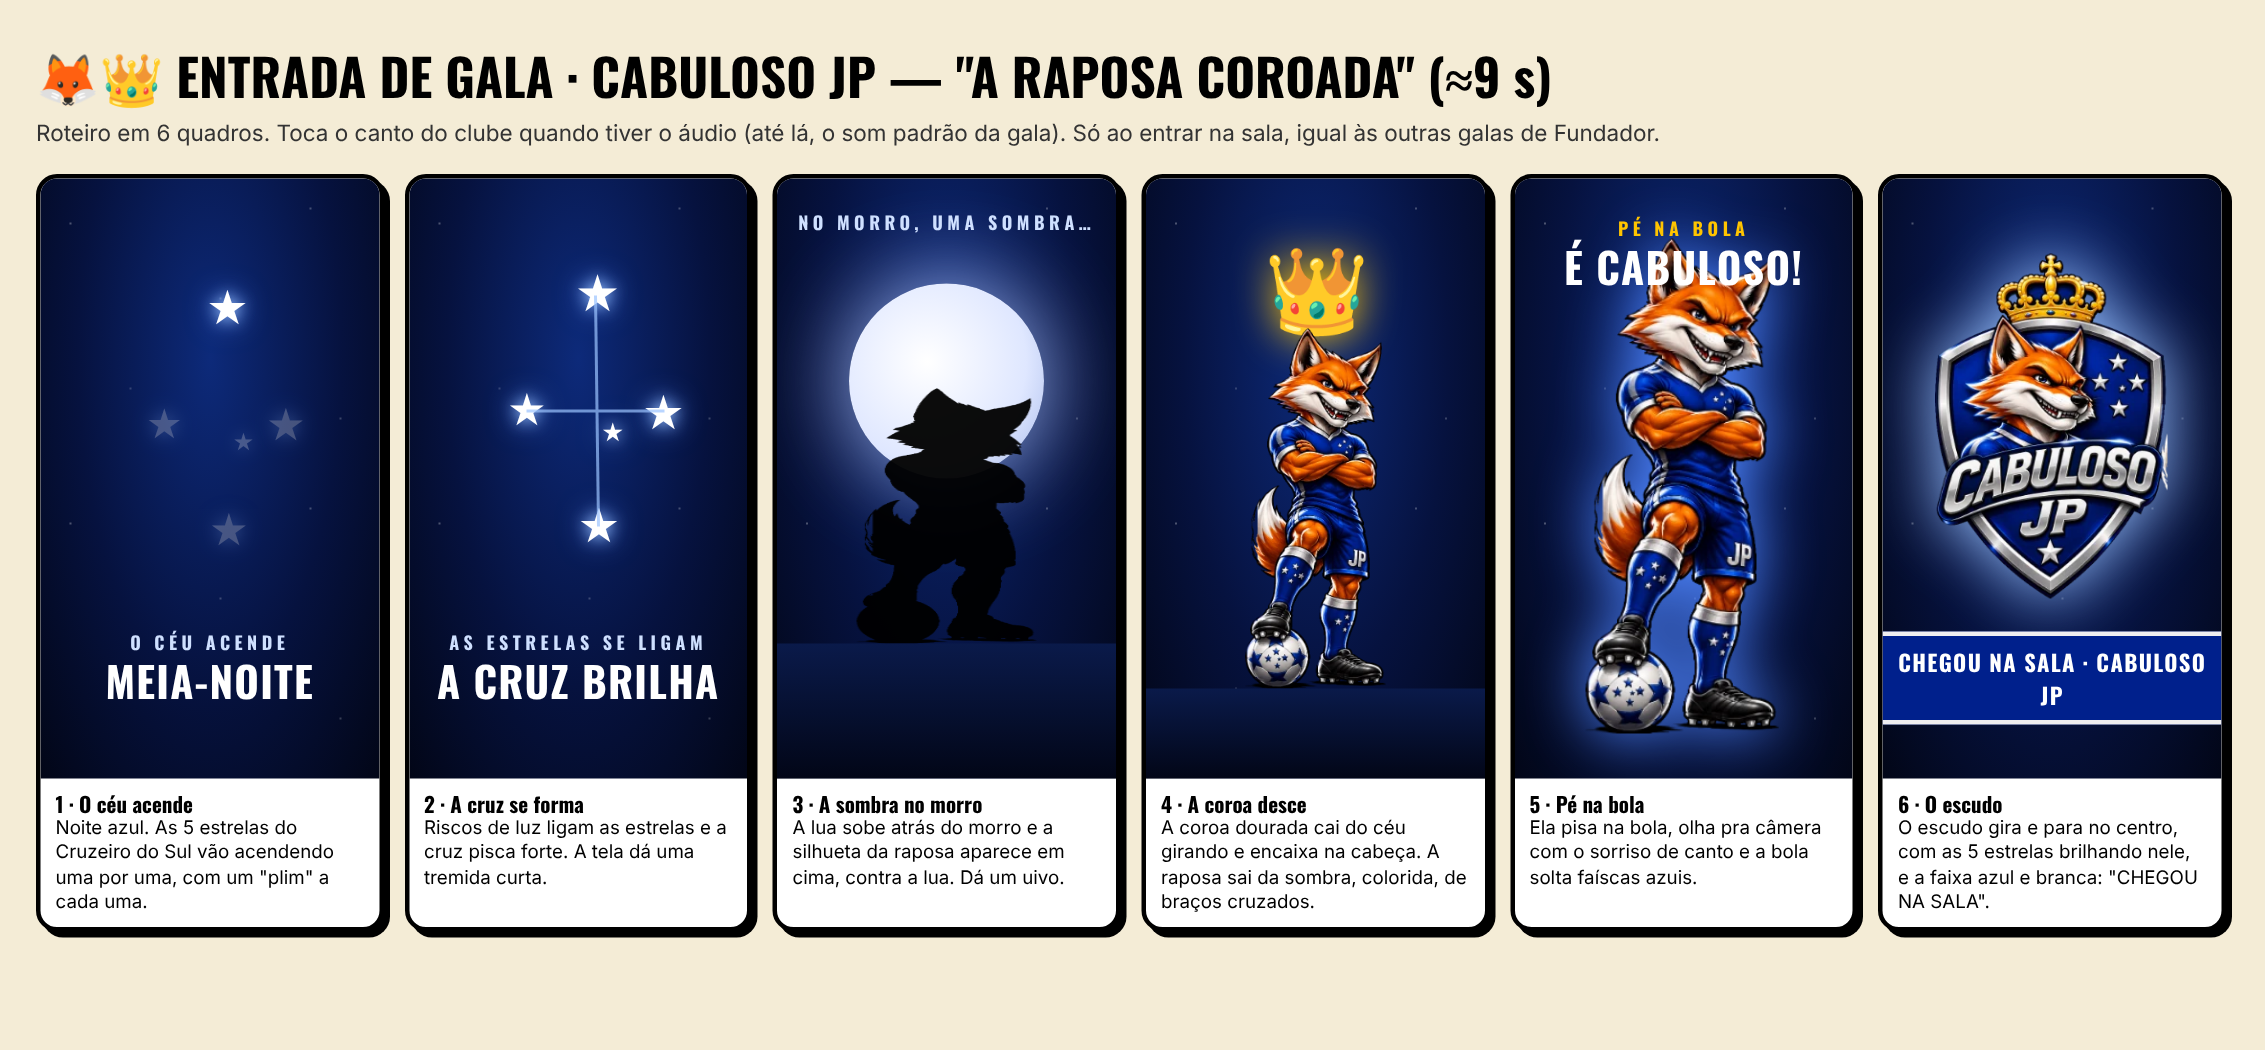 🦊👑 ENTRADA DE GALA · CABULOSO JP — "A RAPOSA COROADA" (≈9 s)
Roteiro em 6 quadros. Toca o canto do clube quando tiver o áudio (até lá, o som padrão da gala). Só ao entrar na sala, igual às outras galas de Fundador.
O CÉU ACENDE
MEIA-NOITE
1 · O céu acende
Noite azul. As 5 estrelas do
Cruzeiro do Sul vão acendendo
uma por uma, com um "plim" a
cada uma.
AS ESTRELAS SE LIGAM
A CRUZ BRILHA
2 · A cruz se forma
Riscos de luz ligam as estrelas e a
cruz pisca forte. A tela dá uma
tremida curta.
NO MORRO, UMA SOMBRA…
3 · A sombra no morro
A lua sobe atrás do morro e a
silhueta da raposa aparece em
cima, contra a lua. Dá um uivo.
JP
4 · A coroa desce
A coroa dourada cai do céu
girando e encaixa na cabeça. A
raposa sai da sombra, colorida, de
braços cruzados.
PÉ NA BOLA
É CABULOSO!
JP
5 · Pé na bola
Ela pisa na bola, olha pra câmera
com o sorriso de canto e a bola
solta faíscas azuis.
CABULOSO
JP
CHEGOU NA SALA · CABULOSO
JP
6 · O escudo
O escudo gira e para no centro,
com as 5 estrelas brilhando nele,
e a faixa azul e branca: "CHEGOU
NA SALA".